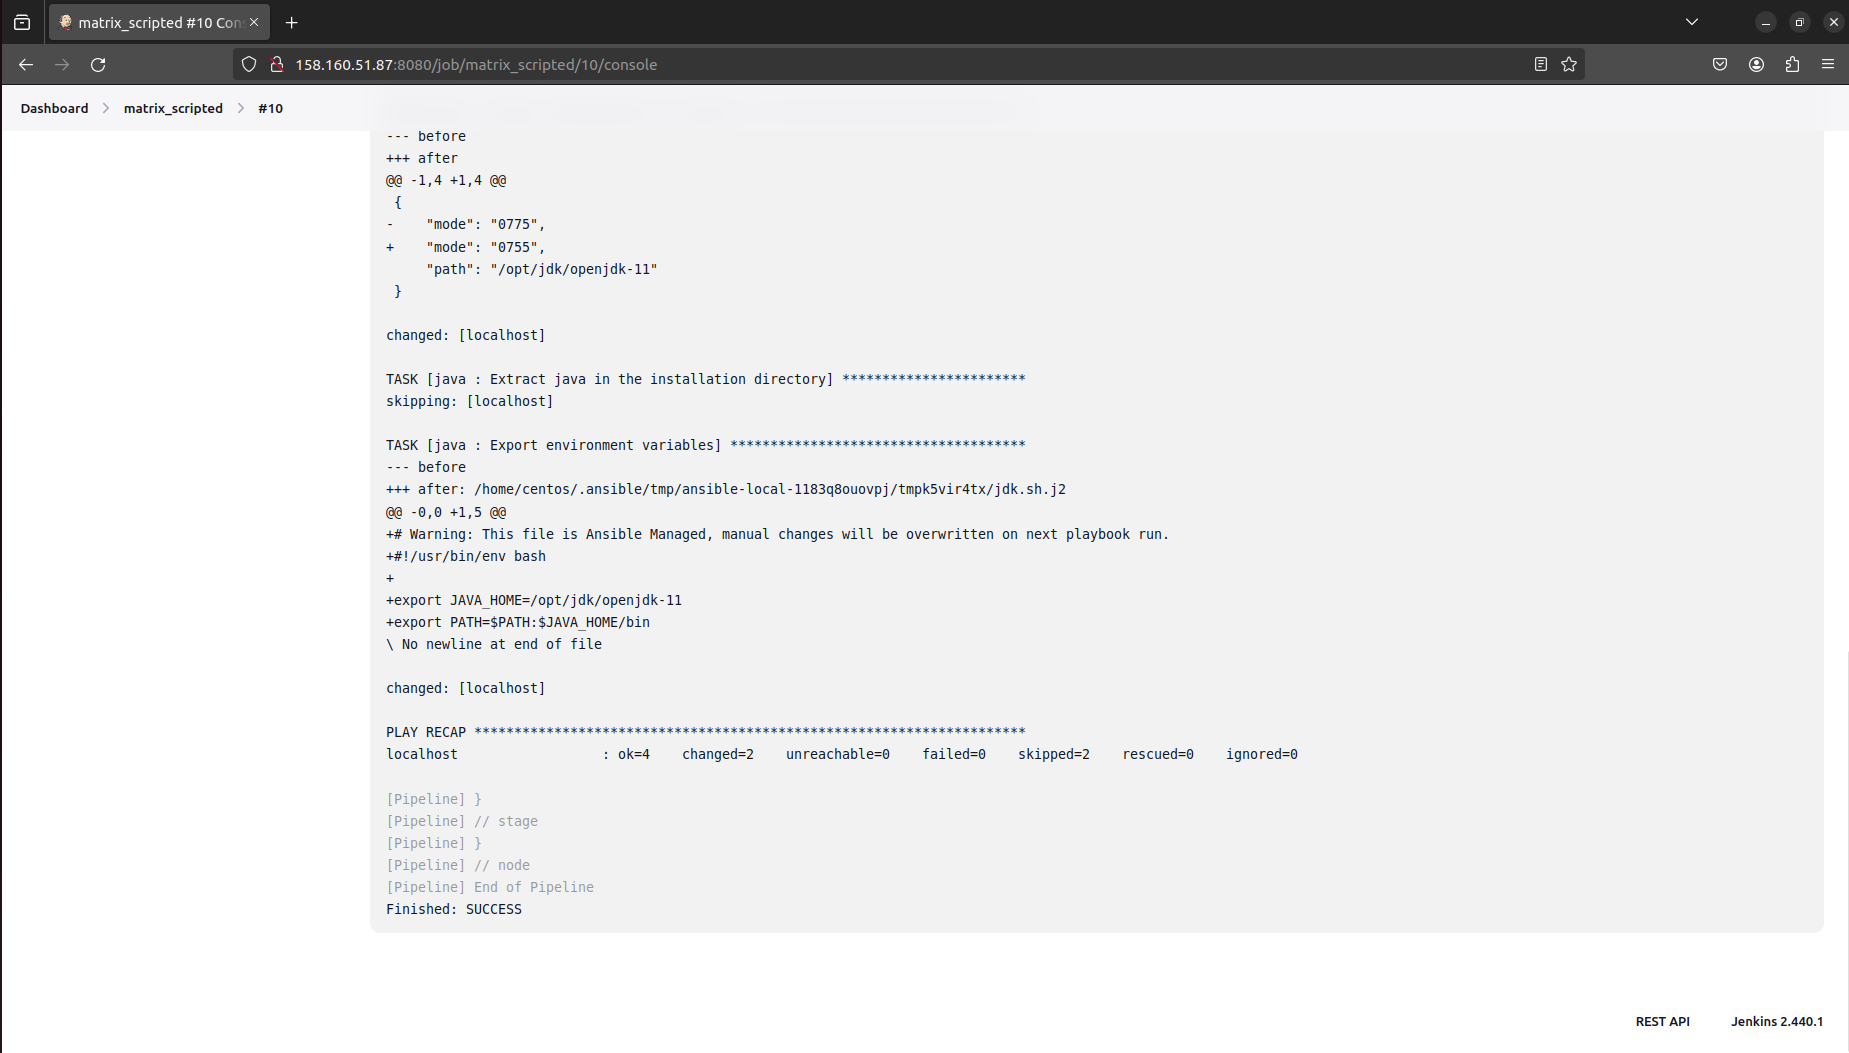 matrix_scripted #10 Con
158.160.51.87:8080/job/matrix_scripted/10/console
Dashboard > matrix_scripted > #10
--- before
+++ after
@@ -1,4 +1,4 @@
 {
-    "mode": "0775",
+    "mode": "0755",
     "path": "/opt/jdk/openjdk-11"
 }
changed: [localhost]
TASK [java : Extract java in the installation directory] ***********************
skipping: [localhost]
TASK [java : Export environment variables] *************************************
--- before
+++ after: /home/centos/.ansible/tmp/ansible-local-1183q8ouovpj/tmpk5vir4tx/jdk.sh.j2
@@ -0,0 +1,5 @@
+# Warning: This file is Ansible Managed, manual changes will be overwritten on next playbook run.
+#!/usr/bin/env bash
+
+export JAVA_HOME=/opt/jdk/openjdk-11
+export PATH=$PATH:$JAVA_HOME/bin
\ No newline at end of file
changed: [localhost]
PLAY RECAP *********************************************************************
localhost                  : ok=4    changed=2    unreachable=0    failed=0    skipped=2    rescued=0    ignored=0
[Pipeline] }
[Pipeline] // stage
[Pipeline] }
[Pipeline] // node
[Pipeline] End of Pipeline
Finished: SUCCESS
REST API    Jenkins 2.440.1